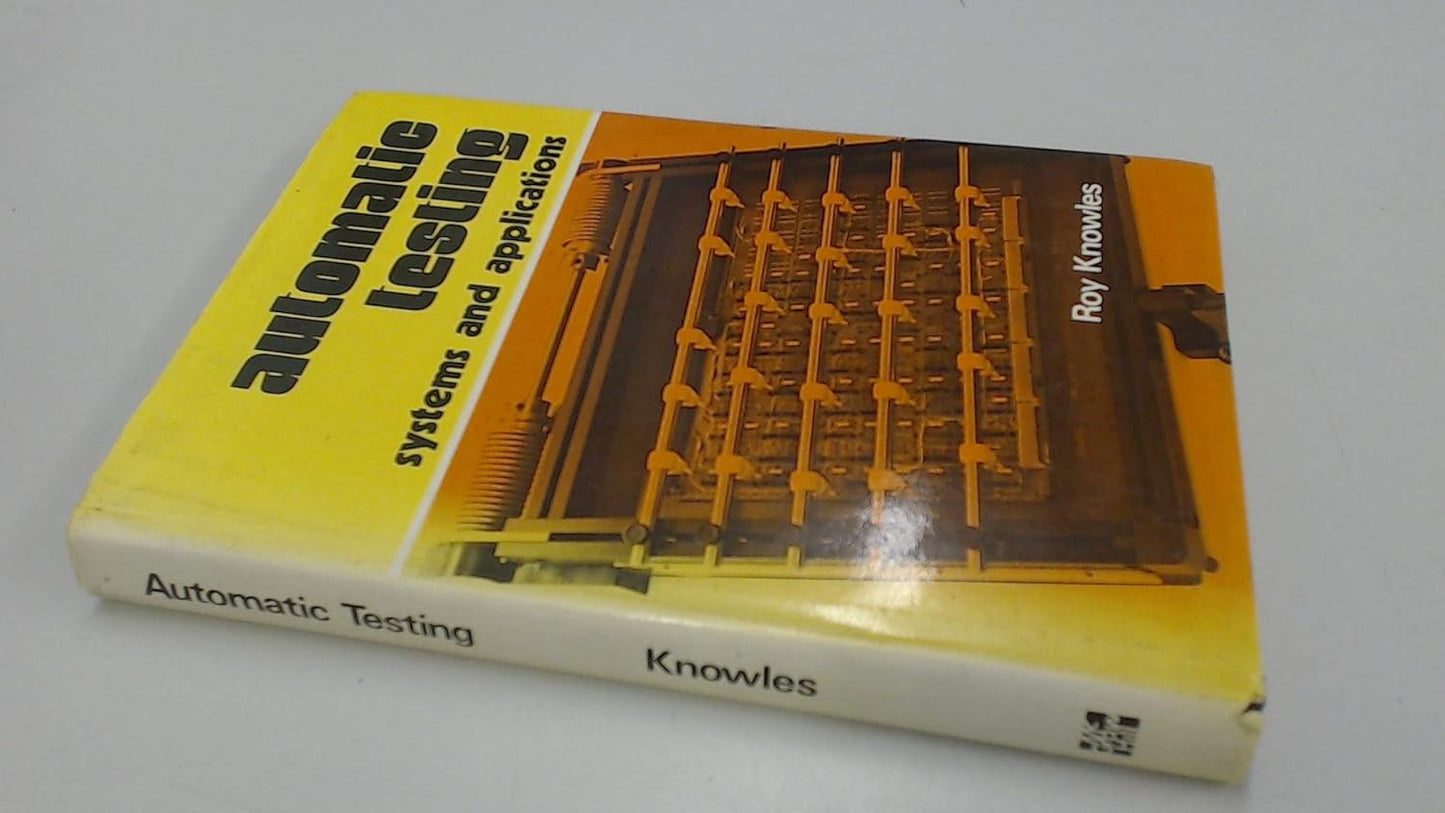 automatic
testing
systems and applications
Roy Knowles
Automatic Testing Knowles